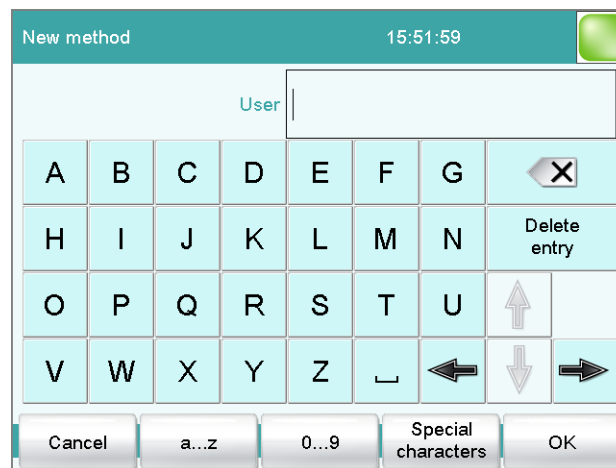 New method 15:51:59
User
A B C D E F G
H I J K L M N Delete entry
O P Q R S T U
V W X Y Z ⎵
Cancel a...z 0...9 Special characters OK